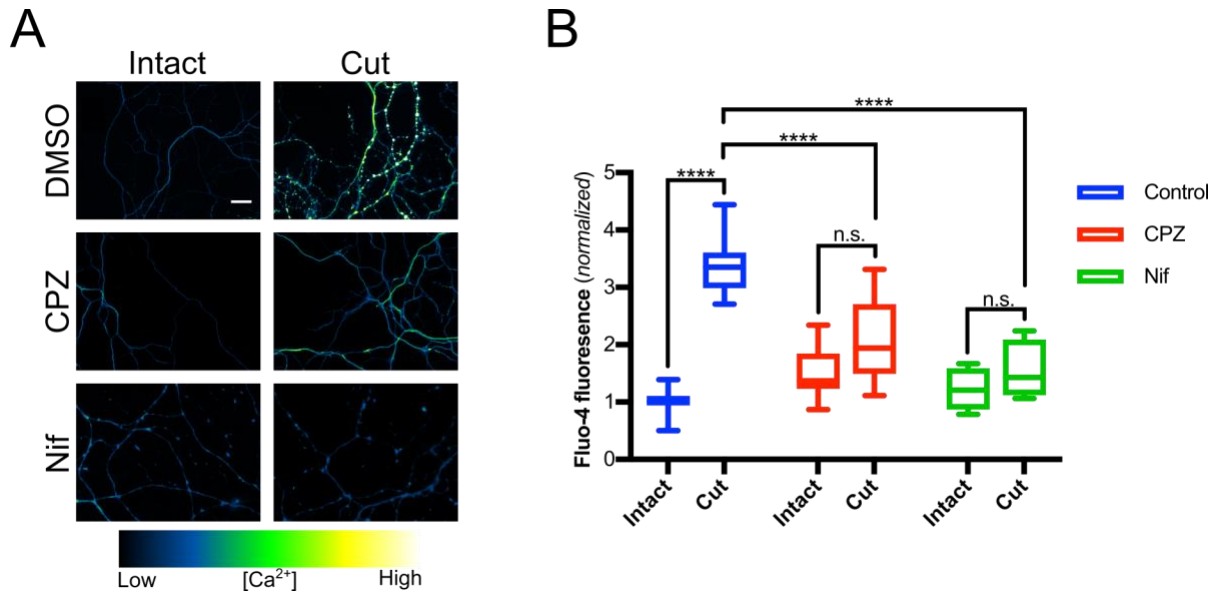 A
Intact Cut
DMSO
CPZ
Nif
Low [Ca²⁺] High
B
****
****
****
n.s.
n.s.
Fluo-4 fluoresence (normalized)
5
4
3
2
1
0
Intact Cut Intact Cut Intact Cut
Control
CPZ
Nif